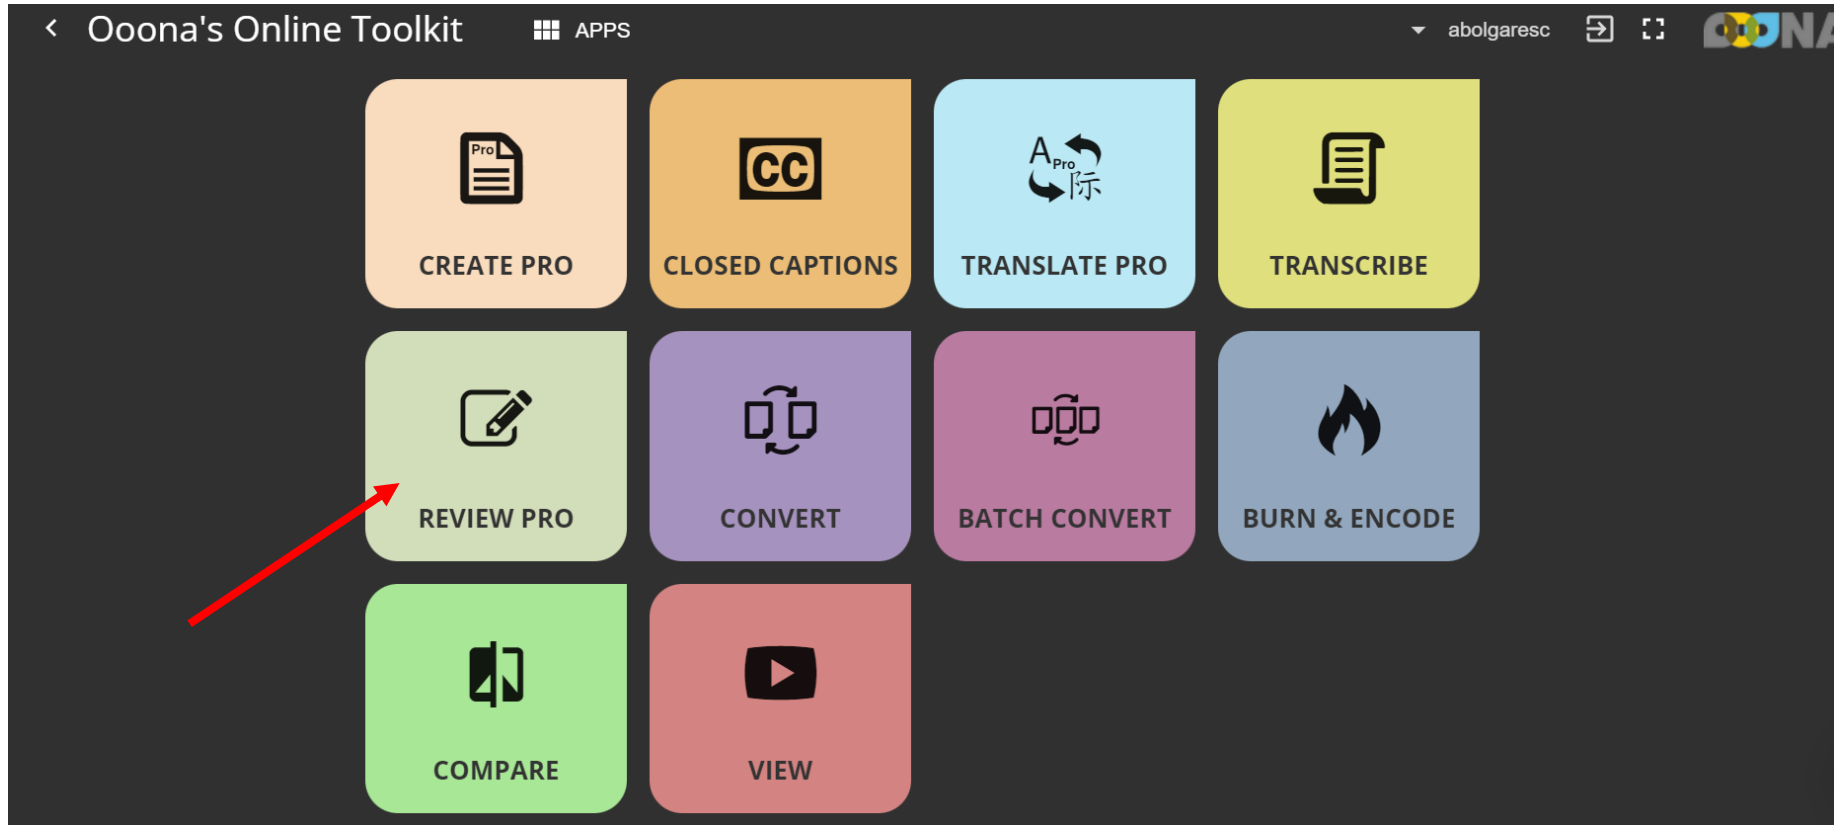 Ooona's Online Toolkit
APPS
abolgaresc
OOONA
Pro
CC
A
Pro
际
CREATE PRO
CLOSED CAPTIONS
TRANSLATE PRO
TRANSCRIBE
REVIEW PRO
CONVERT
BATCH CONVERT
BURN & ENCODE
COMPARE
VIEW